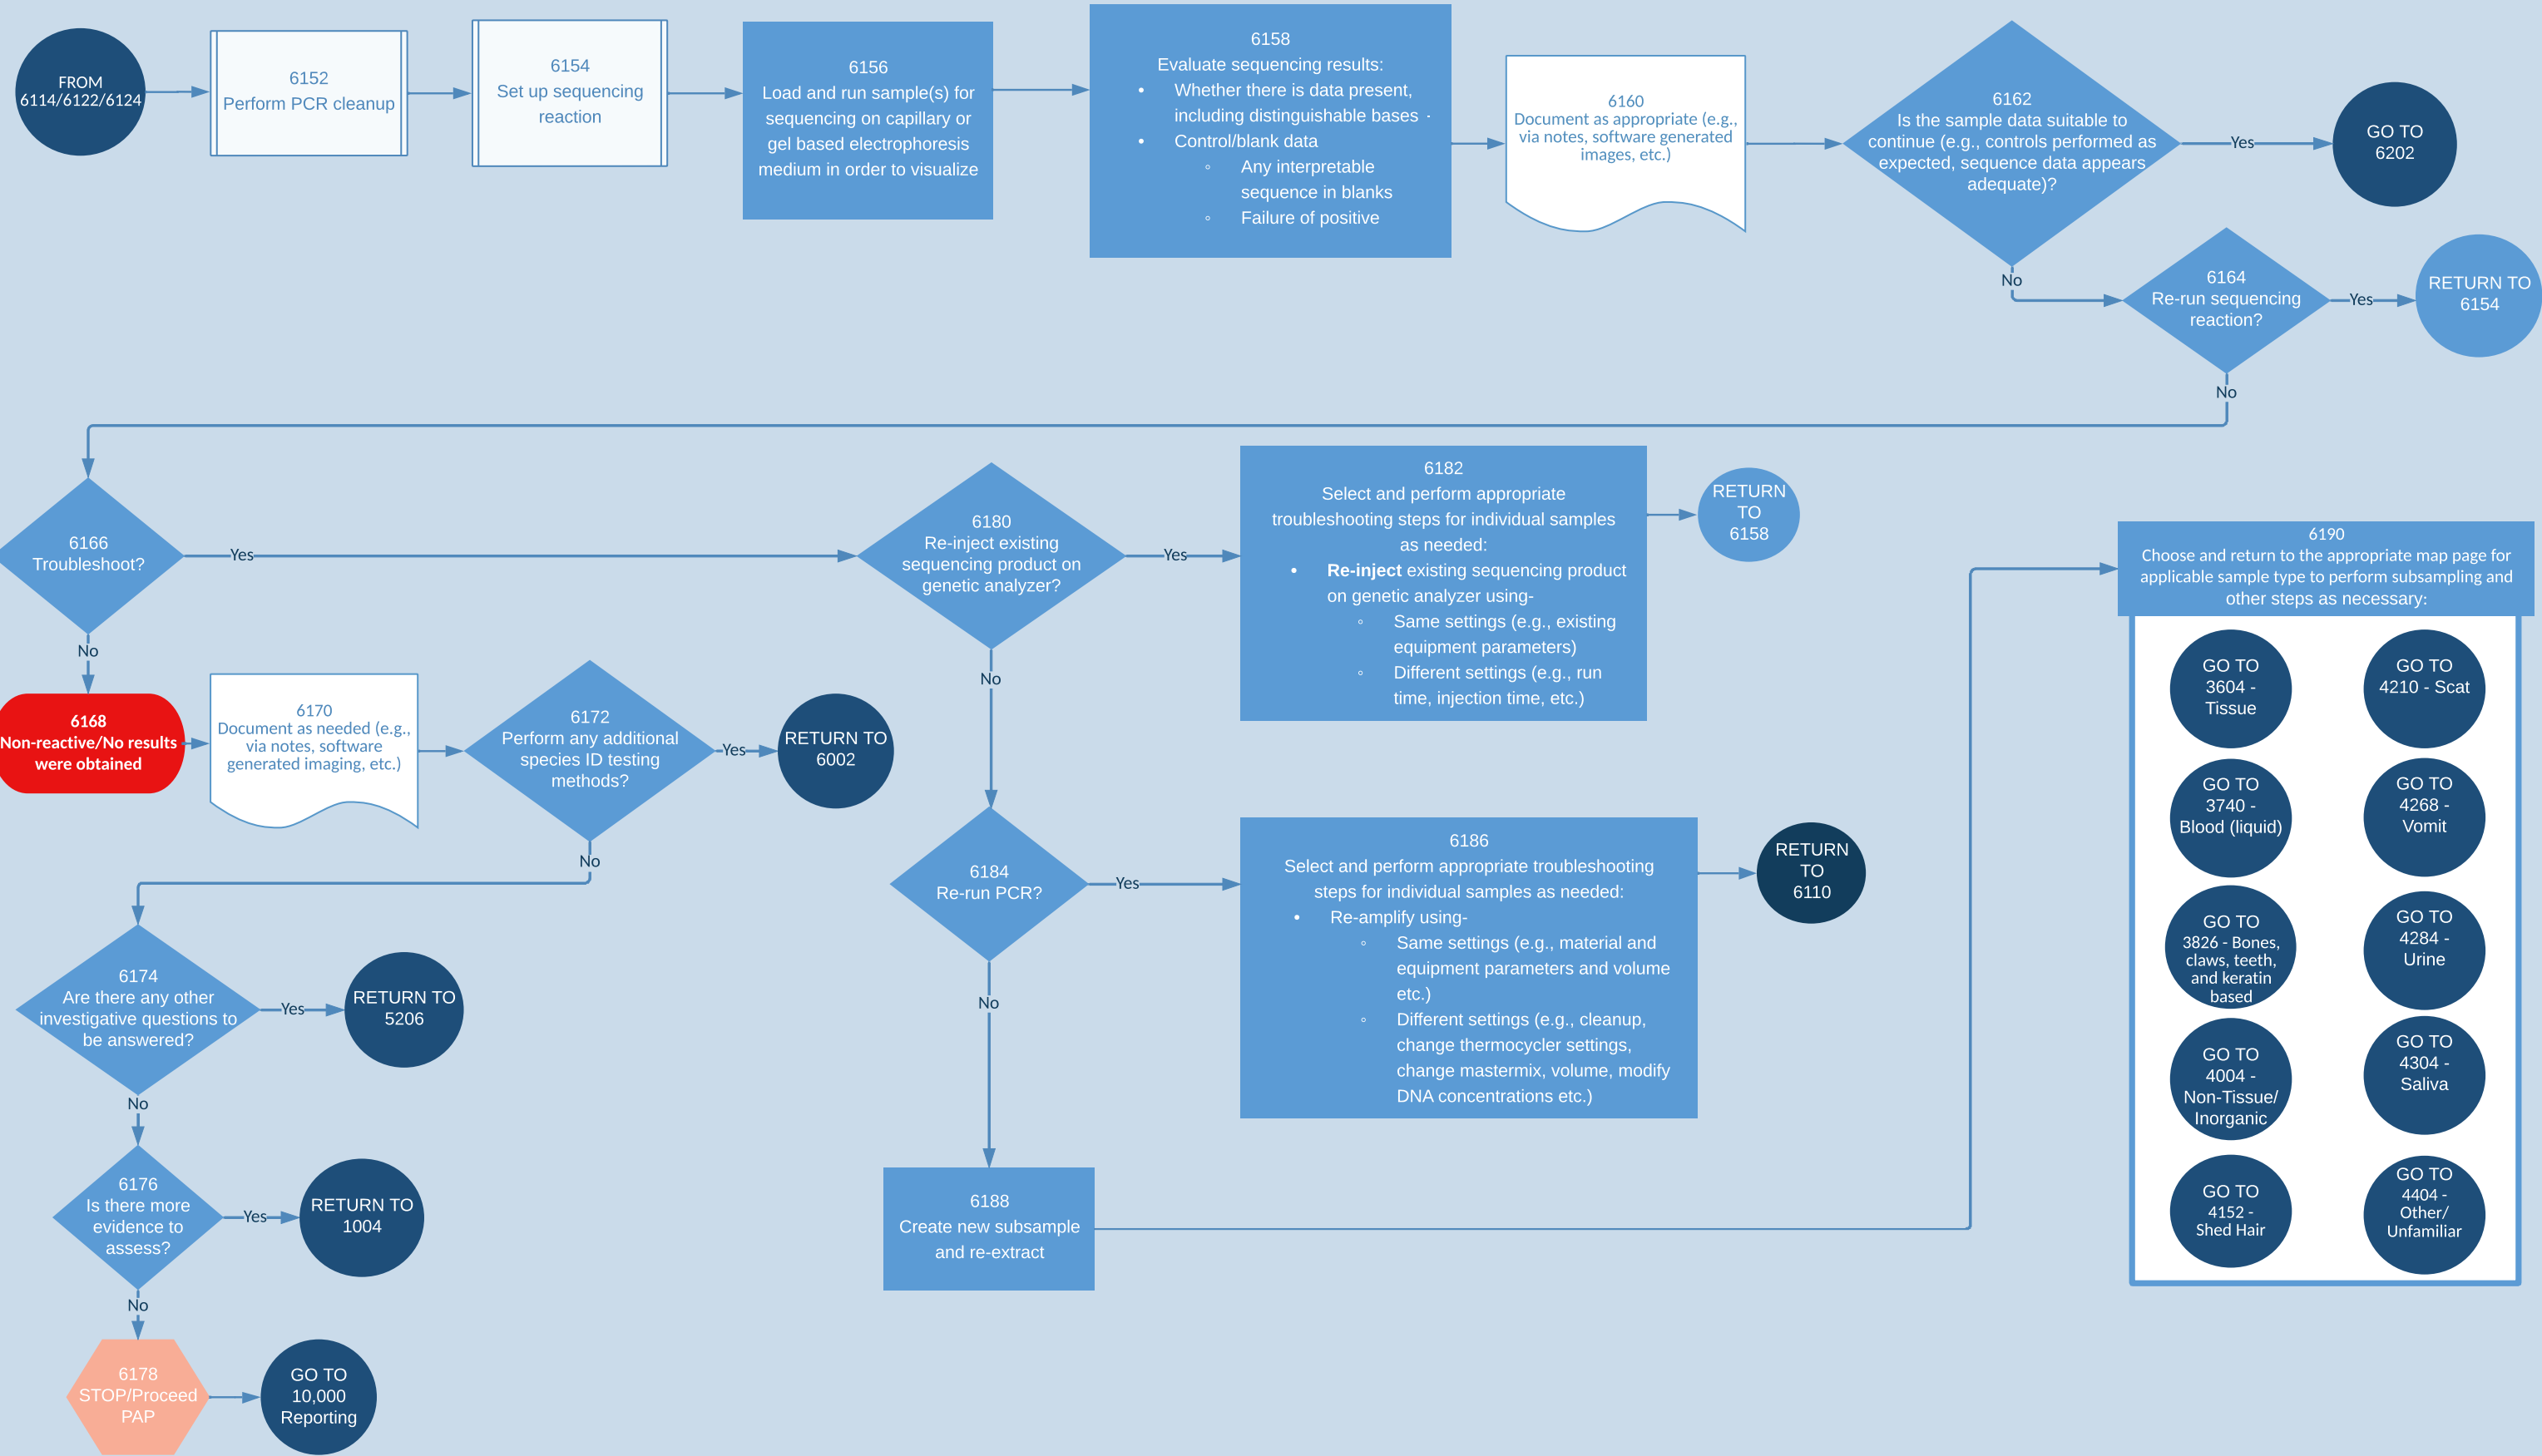 FROM
6114/6122/6124
6152
Perform PCR cleanup
6154
Set up sequencing
reaction
6156
Load and run sample(s) for
sequencing on capillary or
gel based electrophoresis
medium in order to visualize
6158
Evaluate sequencing results:
• Whether there is data present,
including distinguishable bases ·
• Control/blank data
◦ Any interpretable
sequence in blanks
◦ Failure of positive
6160
Document as appropriate (e.g.,
via notes, software generated
images, etc.)
6162
Is the sample data suitable to
continue (e.g., controls performed as
expected, sequence data appears
adequate)?
Yes
GO TO
6202
No
6164
Re-run sequencing
reaction?
Yes
RETURN TO
6154
No
6166
Troubleshoot?
Yes
6180
Re-inject existing
sequencing product on
genetic analyzer?
Yes
6182
Select and perform appropriate
troubleshooting steps for individual samples
as needed:
• Re-inject existing sequencing product
on genetic analyzer using-
◦ Same settings (e.g., existing
equipment parameters)
◦ Different settings (e.g., run
time, injection time, etc.)
RETURN
TO
6158
No
6168
Non-reactive/No results
were obtained
6170
Document as needed (e.g.,
via notes, software
generated imaging, etc.)
6172
Perform any additional
species ID testing
methods?
Yes
RETURN TO
6002
No
6174
Are there any other
investigative questions to
be answered?
Yes
RETURN TO
5206
No
6176
Is there more
evidence to
assess?
Yes
RETURN TO
1004
No
6178
STOP/Proceed
PAP
GO TO
10,000
Reporting
No
6184
Re-run PCR?
Yes
6186
Select and perform appropriate troubleshooting
steps for individual samples as needed:
• Re-amplify using-
◦ Same settings (e.g., material and
equipment parameters and volume
etc.)
◦ Different settings (e.g., cleanup,
change thermocycler settings,
change mastermix, volume, modify
DNA concentrations etc.)
RETURN
TO
6110
No
6188
Create new subsample
and re-extract
6190
Choose and return to the appropriate map page for
applicable sample type to perform subsampling and
other steps as necessary:
GO TO
3604 -
Tissue
GO TO
4210 - Scat
GO TO
3740 -
Blood (liquid)
GO TO
4268 -
Vomit
GO TO
3826 - Bones,
claws, teeth,
and keratin
based
GO TO
4284 -
Urine
GO TO
4004 -
Non-Tissue/
Inorganic
GO TO
4304 -
Saliva
GO TO
4152 -
Shed Hair
GO TO
4404 -
Other/
Unfamiliar